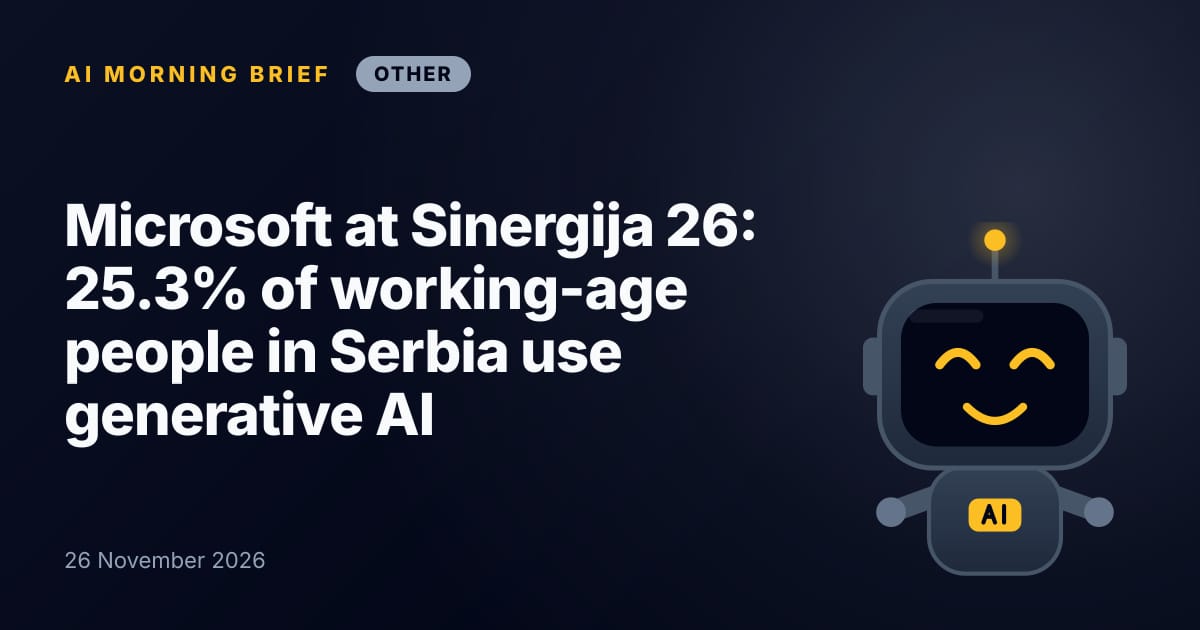 AI MORNING BRIEF
OTHER
Microsoft at Sinergija 26:
25.3% of working-age
people in Serbia use
generative AI
AI
26 November 2026